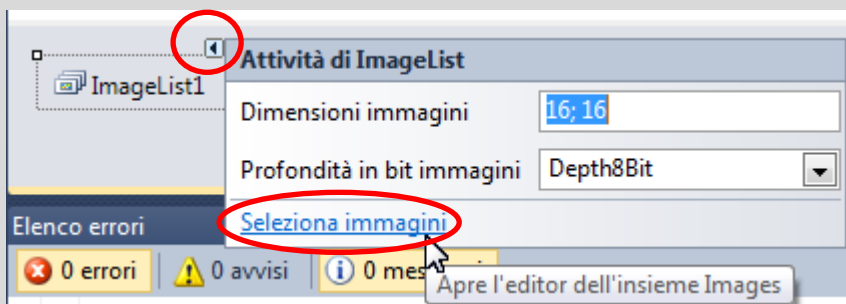 Attività di ImageList
ImageList1
Dimensioni immagini 16; 16
Profondità in bit immagini Depth8Bit
Elenco errori
Seleziona immagini
0 errori 0 avvisi 0
Apre l'editor dell'insieme Images